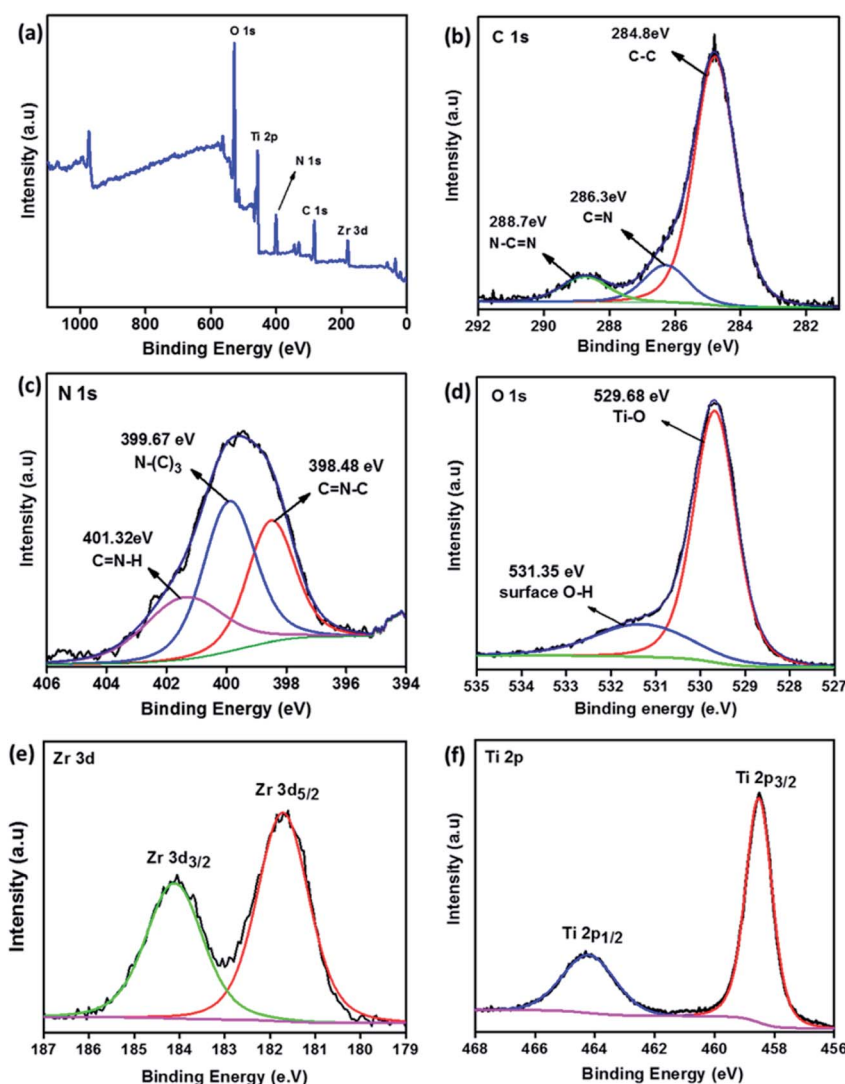 (a)
O 1s
Ti 2p
N 1s
C 1s
Zr 3d
Intensity (a.u)
1000 800 600 400 200 0
Binding Energy (eV)
(b) C 1s
284.8eV
C-C
286.3eV
C=N
288.7eV
N-C=N
Intensity (a.u)
292 290 288 286 284 282
Binding Energy (eV)
(c) N 1s
399.67 eV
N-(C)3
398.48 eV
C=N-C
401.32eV
C=N-H
Intensity (a.u)
406 404 402 400 398 396 394
Binding Energy (eV)
(d) O 1s
529.68 eV
Ti-O
531.35 eV
surface O-H
Intensity (a.u)
535 534 533 532 531 530 529 528 527
Binding energy (e.V)
(e) Zr 3d
Zr 3d5/2
Zr 3d3/2
Intensity (a.u)
187 186 185 184 183 182 181 180 179
Binding Energy (e.V)
(f) Ti 2p
Ti 2p3/2
Ti 2p1/2
Intensity (a.u)
468 466 464 462 460 458 456
Binding Energy (eV)